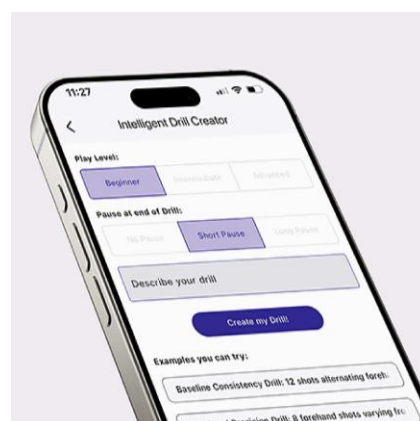 11:27
Intelligent Drill Creator
Play Level:
Beginner Intermediate Advanced
Pause at end of Drill:
No Pause Short Pause Long Pause
Describe your drill
Create my Drill!
Examples you can try:
Baseline Consistency Drill: 12 shots alternating foreh
Precision Drill: 8 forehand shots varying fro